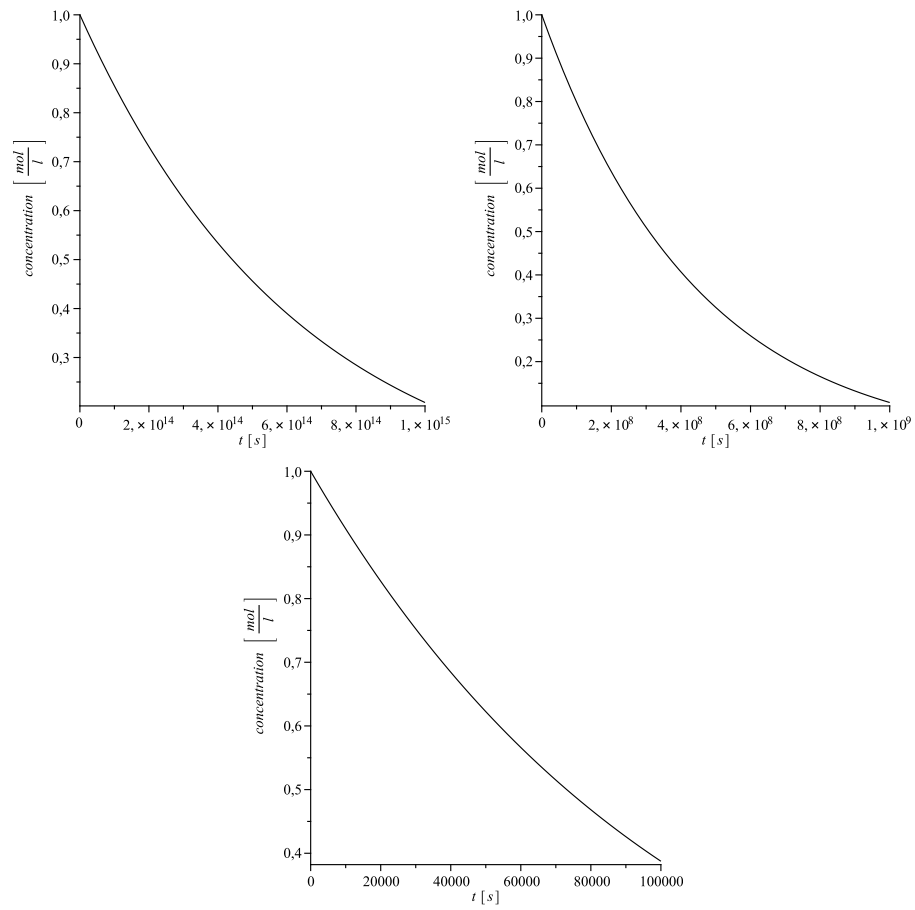 1,0
0,9
0,8
0,7
0,6
0,5
0,4
0,3
concentration [mol/l]
0 2, × 10^14 4, × 10^14 6, × 10^14 8, × 10^14 1, × 10^15
t [s]
1,0
0,9
0,8
0,7
0,6
0,5
0,4
0,3
0,2
concentration [mol/l]
0 2, × 10^8 4, × 10^8 6, × 10^8 8, × 10^8 1, × 10^9
t [s]
1,0
0,9
0,8
0,7
0,6
0,5
0,4
concentration [mol/l]
0 20000 40000 60000 80000 100000
t [s]